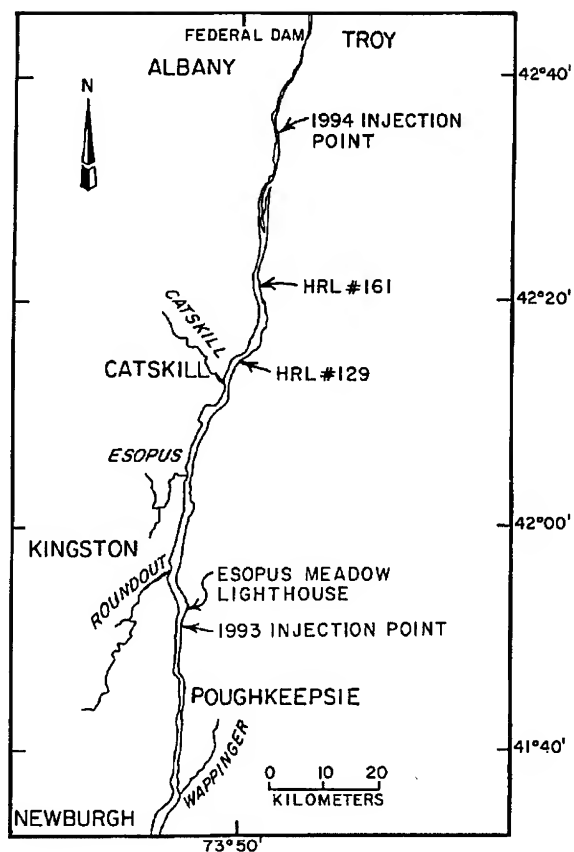 FEDERAL DAM
TROY
ALBANY
42°40'
N
1994 INJECTION
POINT
HRL #161
42°20'
CATSKILL
CATSKILL
HRL #129
ESOPUS
42°00'
KINGSTON
ROUNDOUT
ESOPUS MEADOW
LIGHTHOUSE
1993 INJECTION POINT
POUGHKEEPSIE
41°40'
WAPPINGER
0 10 20
KILOMETERS
NEWBURGH
73°50'